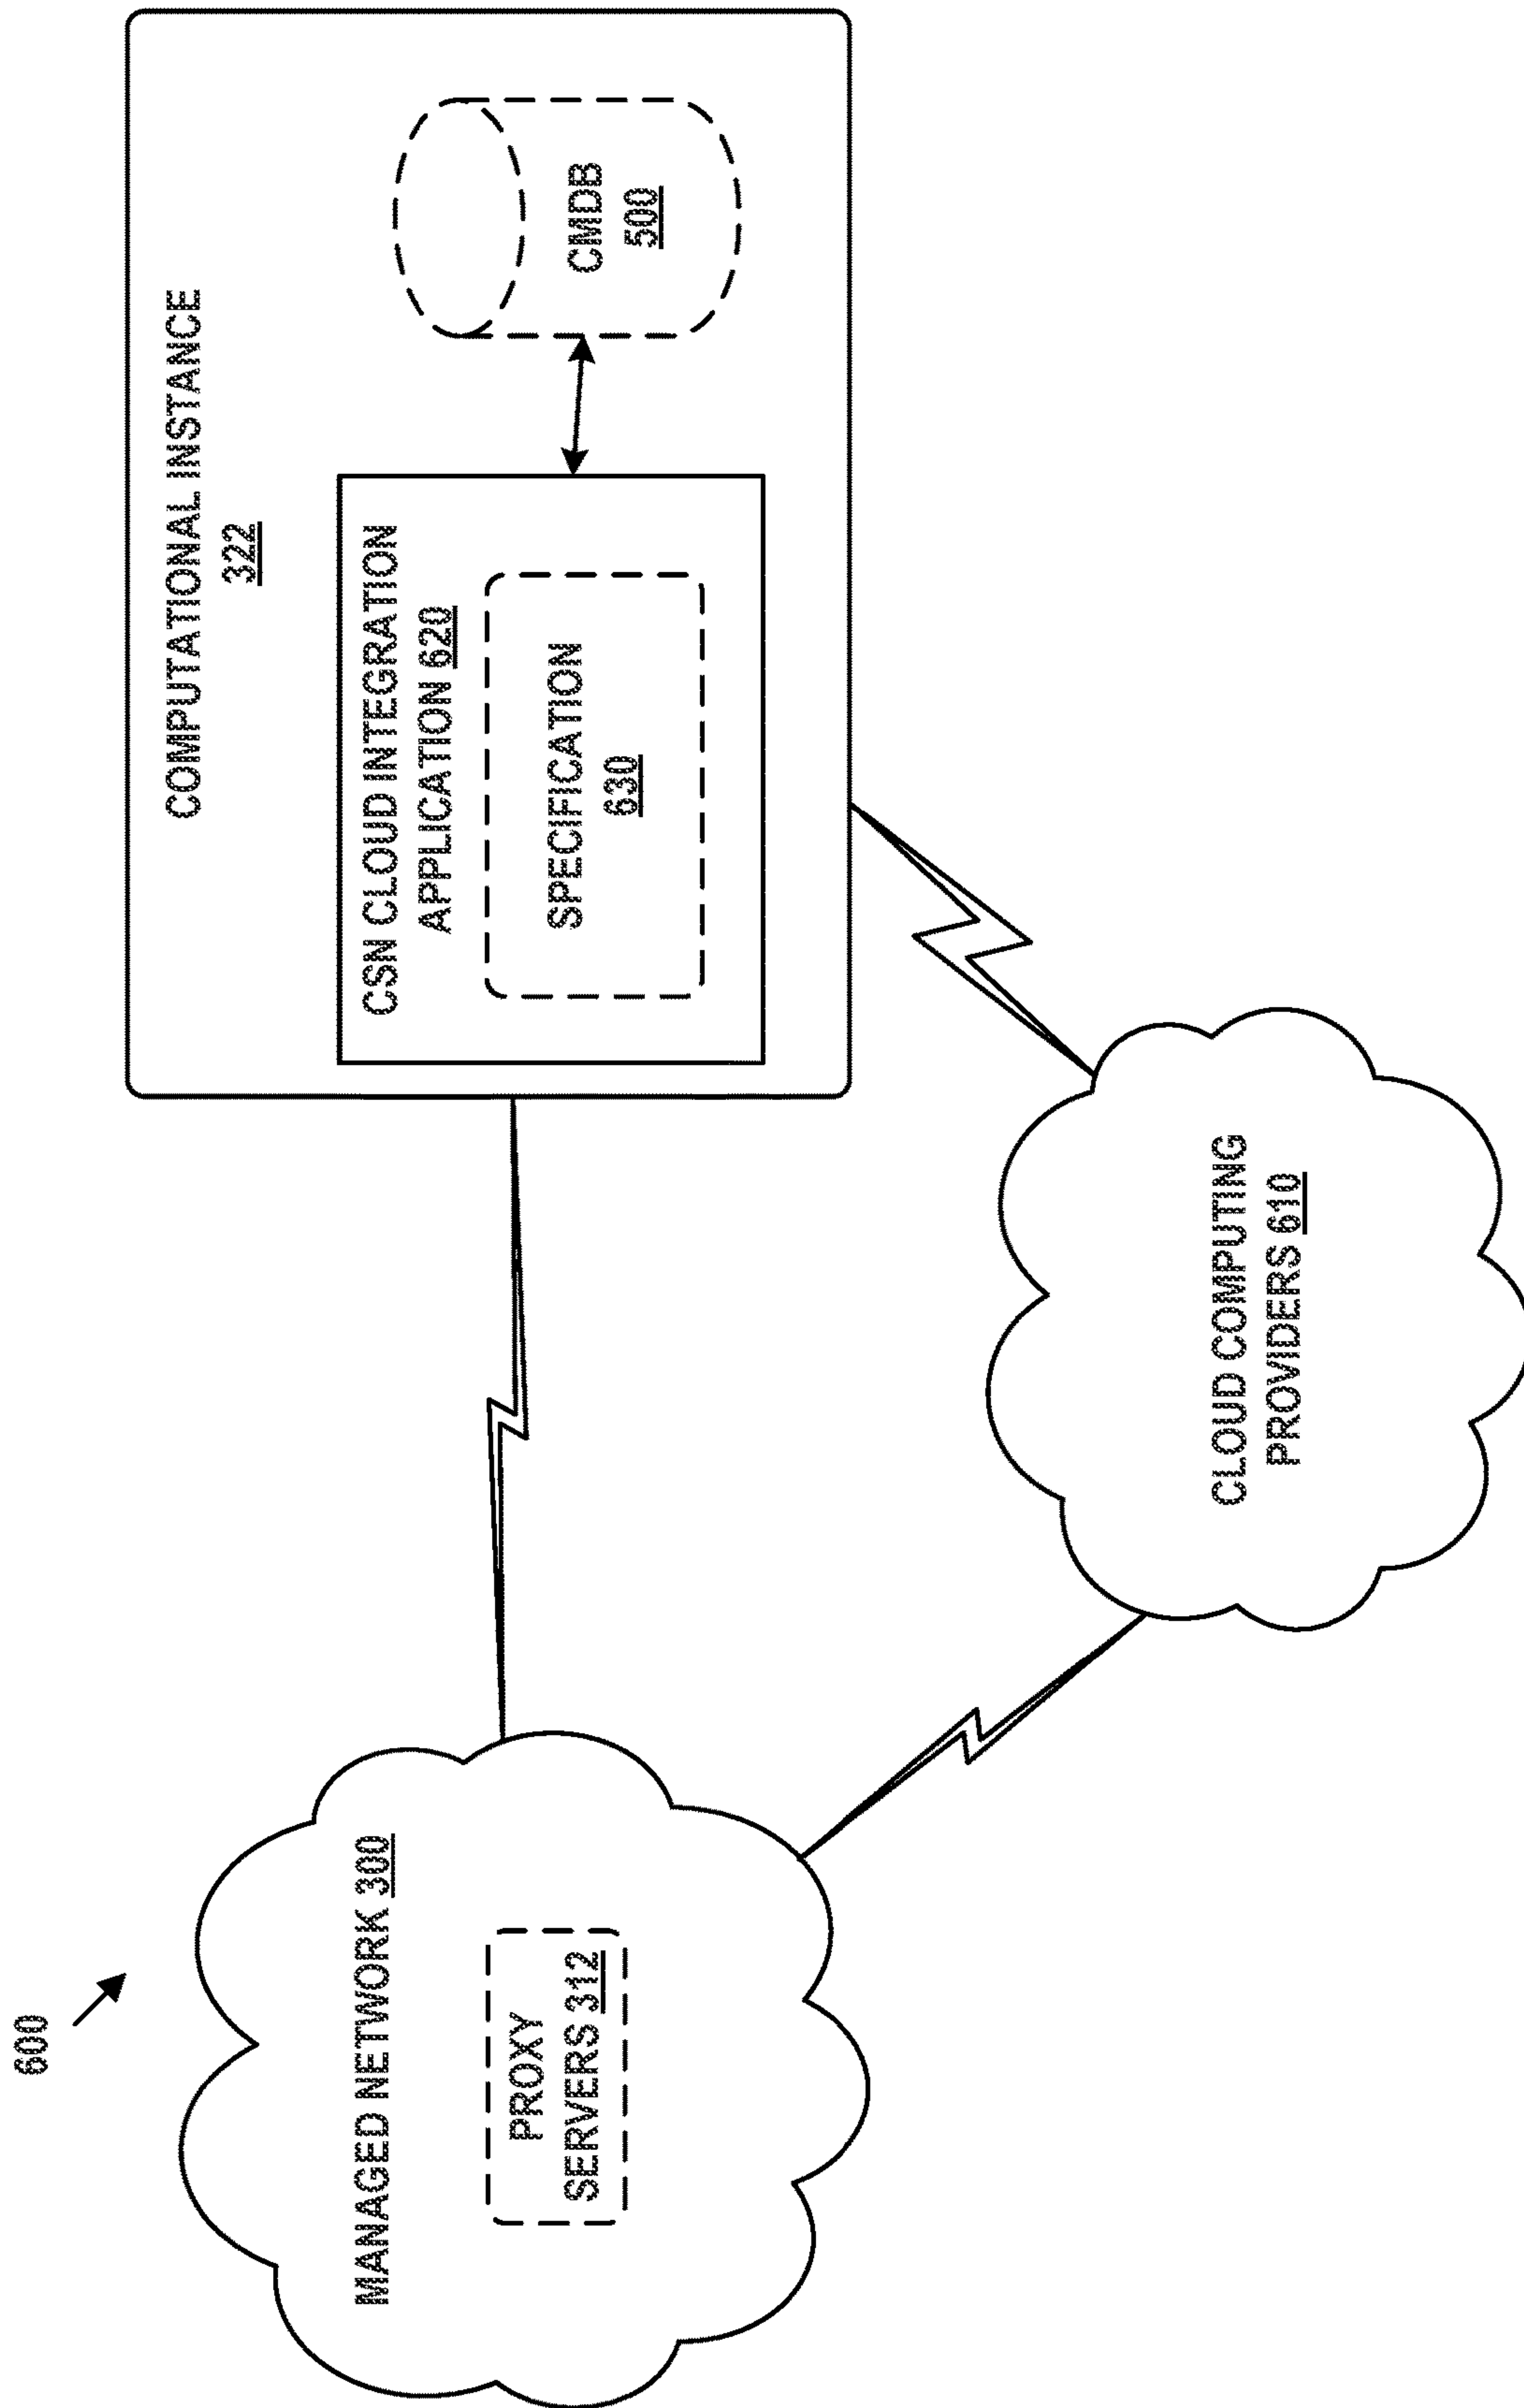 600
MANAGED NETWORK 300
PROXY
SERVERS 312
COMPUTATIONAL INSTANCE
322
CSN CLOUD INTEGRATION
APPLICATION 620
SPECIFICATION
630
CMDB
500
CLOUD COMPUTING
PROVIDERS 610